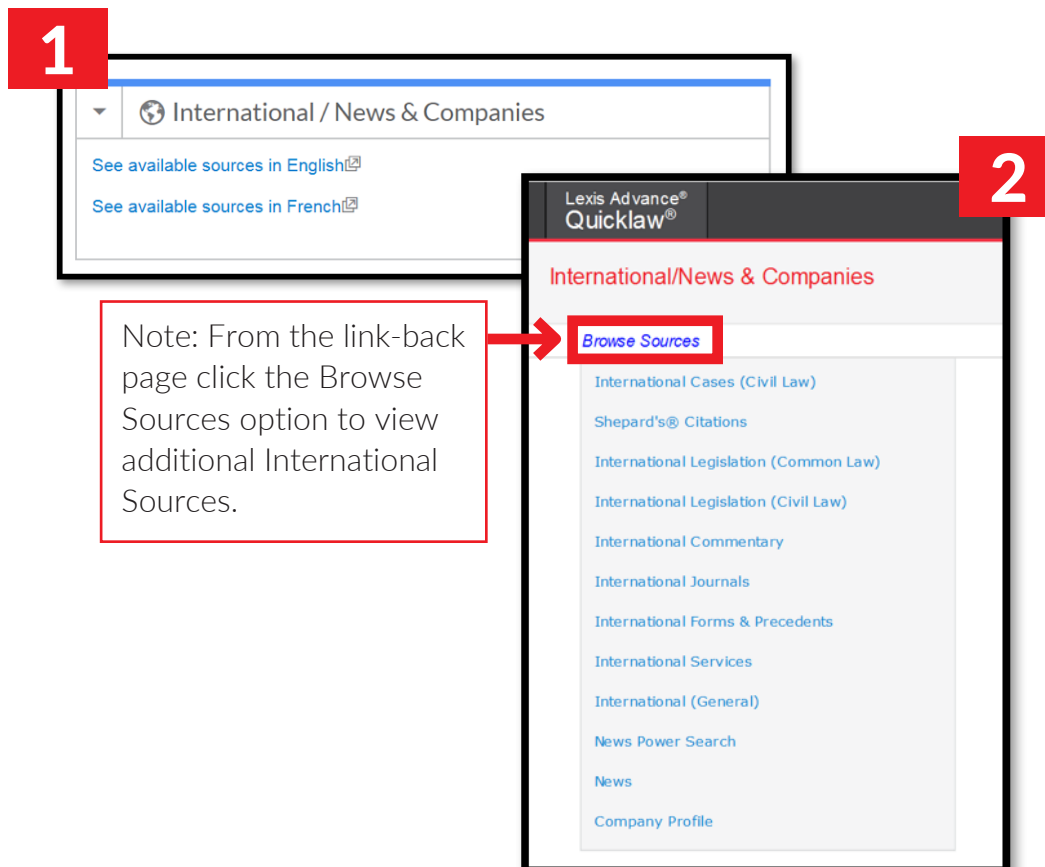 1
International / News & Companies
See available sources in English
See available sources in French
2
Lexis Advance®
Quicklaw®
International/News & Companies
Note: From the link-back
page click the Browse
Sources option to view
additional International
Sources.
Browse Sources
International Cases (Civil Law)
Shepard's® Citations
International Legislation (Common Law)
International Legislation (Civil Law)
International Commentary
International Journals
International Forms & Precedents
International Services
International (General)
News Power Search
News
Company Profile